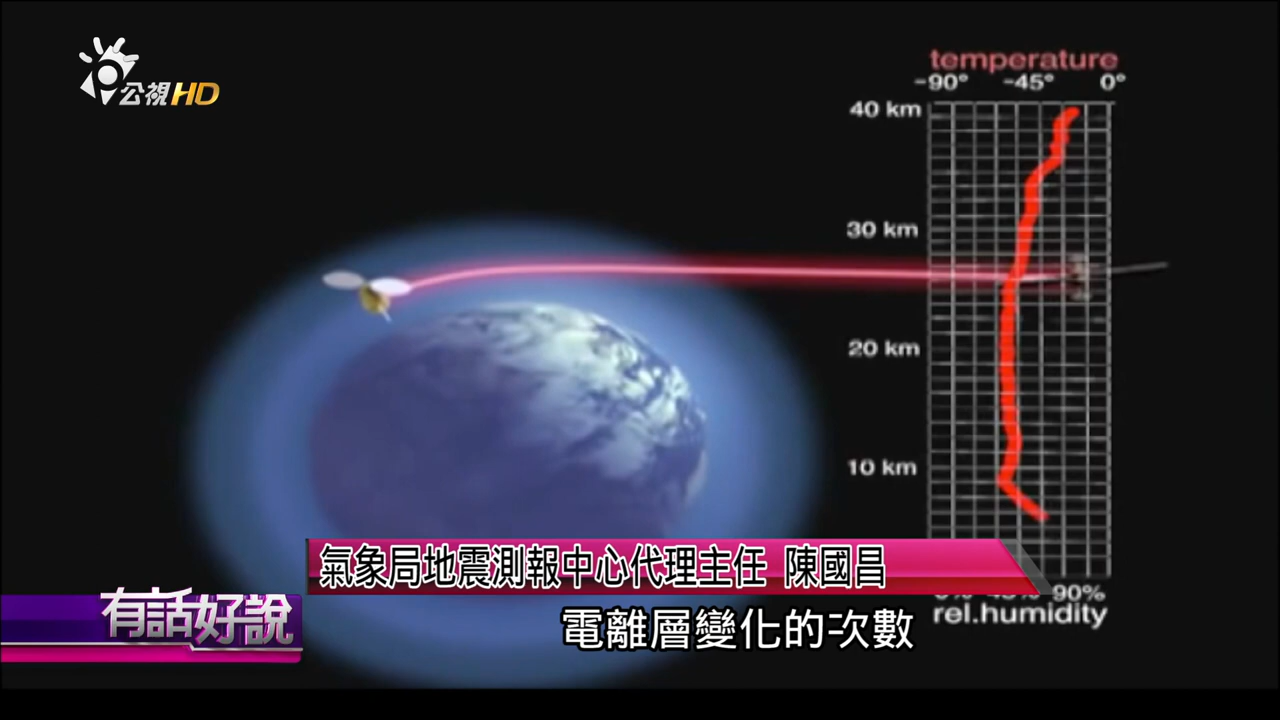 公視HD
temperature
-90° -45° 0°
40 km
30 km
20 km
10 km
90%
rel.humidity
氣象局地震測報中心代理主任 陳國昌
有話好說
電離層變化的次數